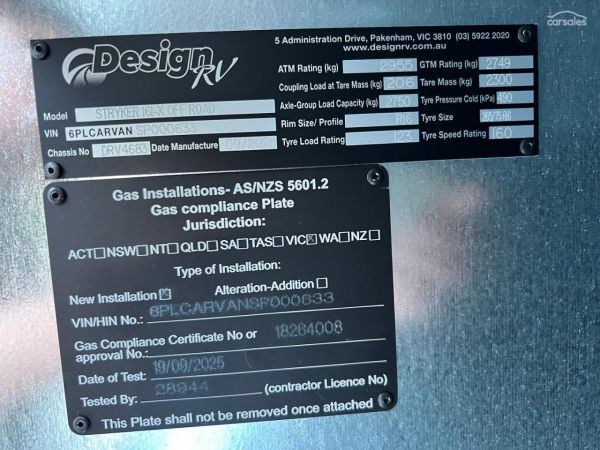 carsales
Design RV
5 Administration Drive, Pakenham, VIC 3810 (03) 5922 2020
www.designrv.com.au
ATM Rating (kg) 2955 GTM Rating (kg) 2749
Coupling Load at Tare Mass (kg) 206 Tare Mass (kg) 2300
Model STRYKER 161-X OFF ROAD Axle-Group Load Capacity (kg) 2750 Tyre Pressure Cold (kPa) 490
VIN 6PLCARVANSP000633 Rim Size/ Profile R16 Tyre Size
Chassis No DRV4683 Date Manufacture 09/2025 Tyre Load Rating 123 Tyre Speed Rating 160
Gas Installations- AS/NZS 5601.2
Gas compliance Plate
Jurisdiction:
ACT☐NSW☐NT☐QLD☐SA☐TAS☐VIC☒WA☐NZ☐
Type of Installation:
New Installation☒ Alteration-Addition☐
VIN/HIN No.: 6PLCARVANSP000633
Gas Compliance Certificate No or
approval No.: 18264008
Date of Test: 19/09/2025
Tested By: 28944 (contractor Licence No)
This Plate shall not be removed once attached